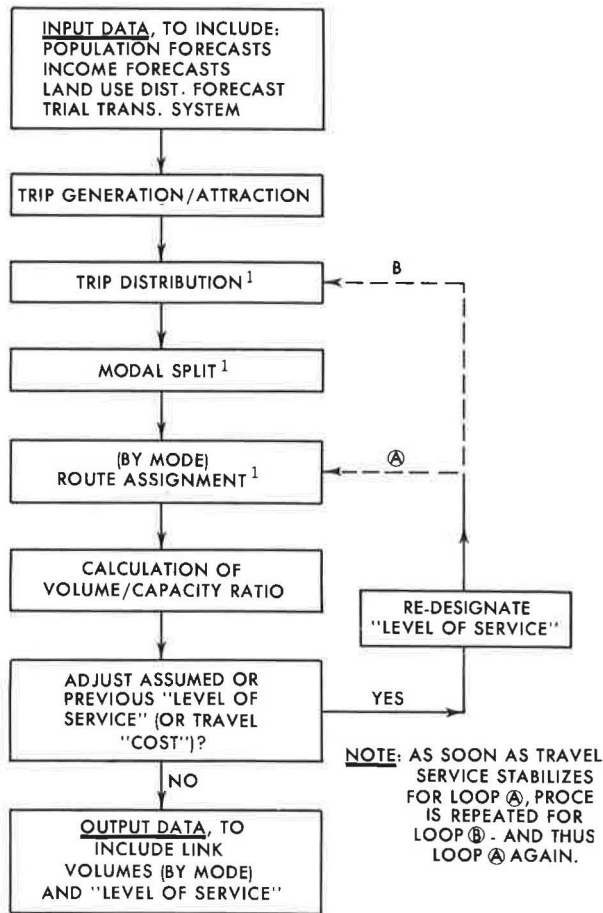 INPUT DATA, TO INCLUDE:
POPULATION FORECASTS
INCOME FORECASTS
LAND USE DIST. FORECAST
TRIAL TRANS. SYSTEM
TRIP GENERATION/ATTRACTION
TRIP DISTRIBUTION 1
B
MODAL SPLIT 1
(BY MODE)
ROUTE ASSIGNMENT 1
Ⓐ
CALCULATION OF
VOLUME/CAPACITY RATIO
RE-DESIGNATE
"LEVEL OF SERVICE"
ADJUST ASSUMED OR
PREVIOUS "LEVEL OF
SERVICE" (OR TRAVEL
"COST")?
YES
NO
NOTE: AS SOON AS TRAVEL
SERVICE STABILIZES
FOR LOOP Ⓐ, PROCE
IS REPEATED FOR
LOOP Ⓑ - AND THUS
LOOP Ⓐ AGAIN.
OUTPUT DATA, TO
INCLUDE LINK
VOLUMES (BY MODE)
AND "LEVEL OF SERVICE"